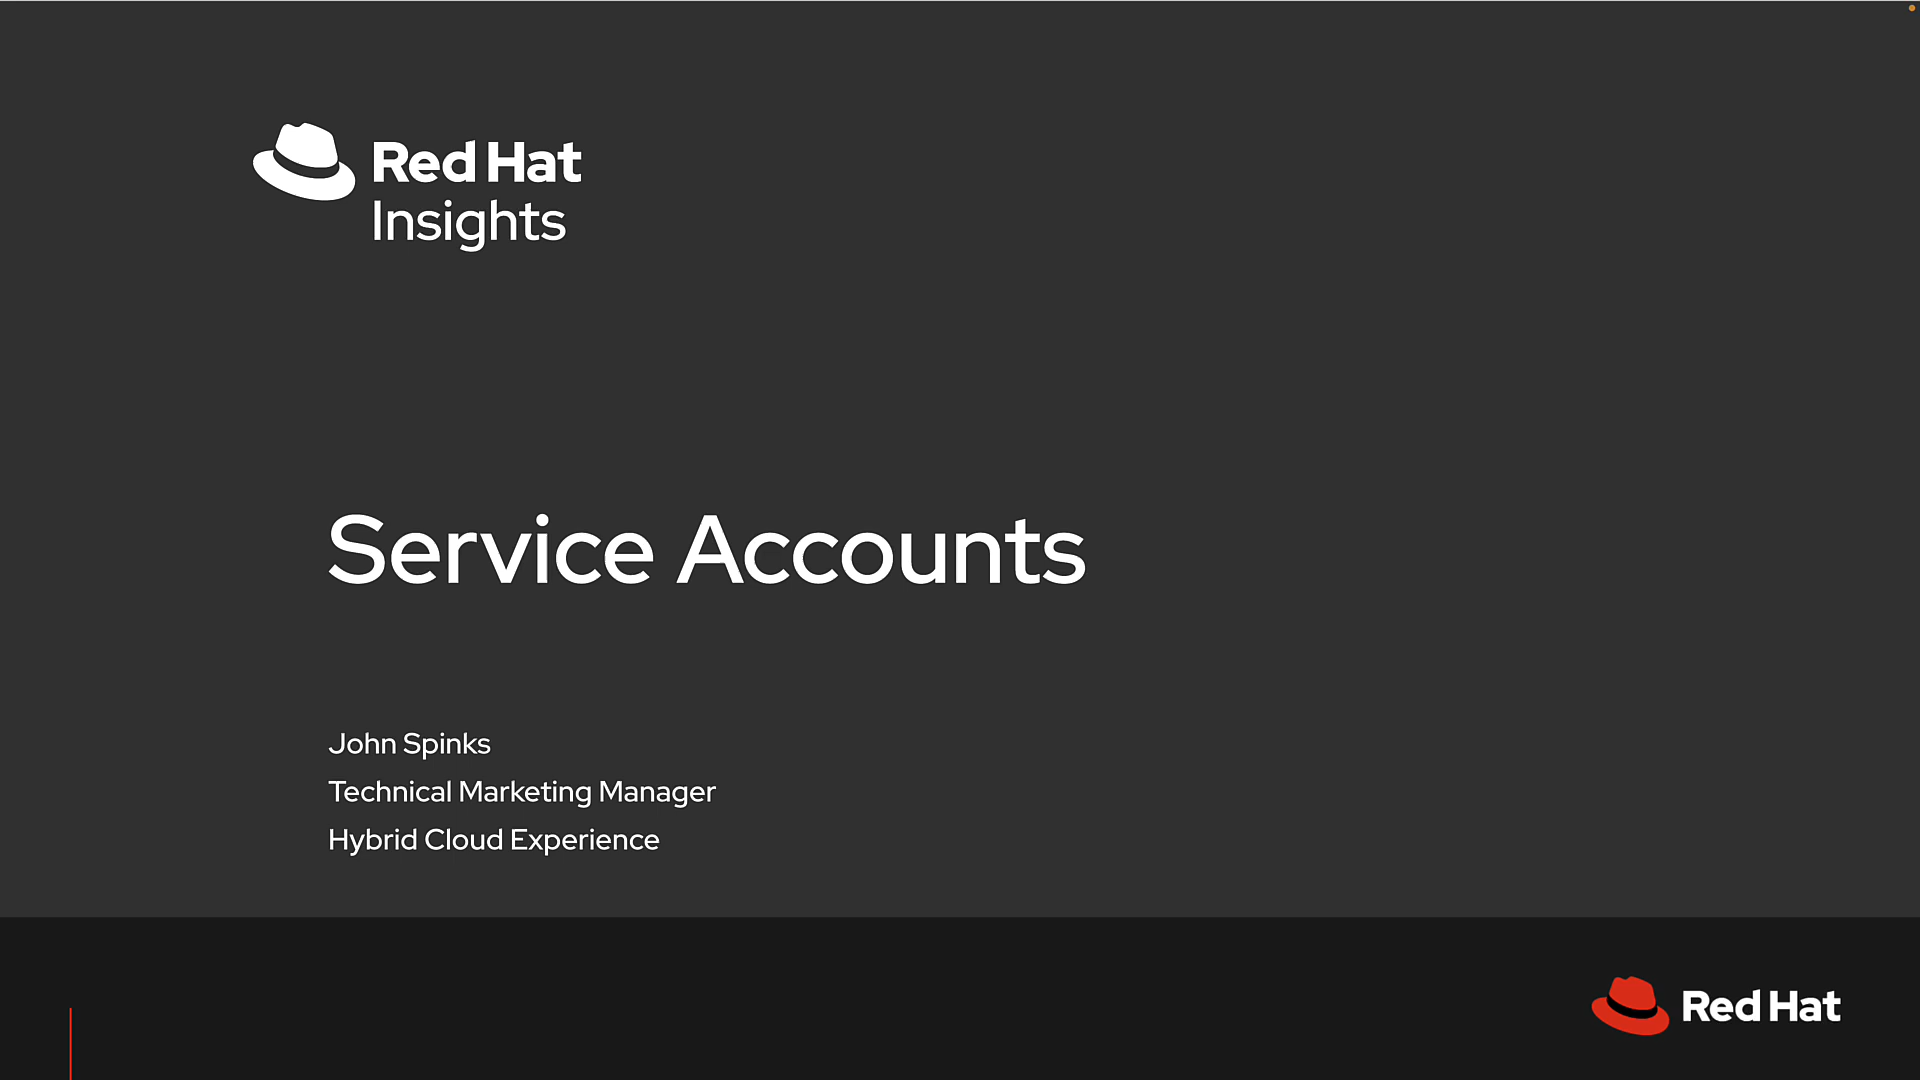 Red Hat
Insights
Service Accounts
John Spinks
Technical Marketing Manager
Hybrid Cloud Experience
Red Hat